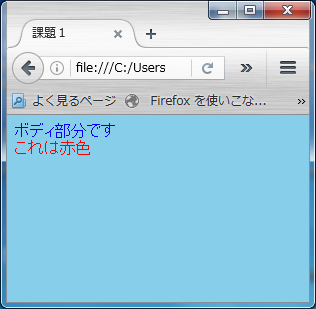 課題１
file:///C:/Users
よく見るページ
Firefox を使いこな...
ボディ部分です
これは赤色